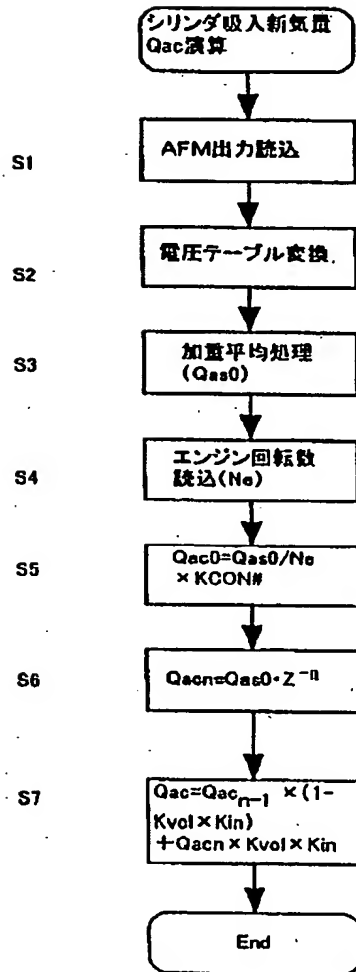 シリンダ吸入新気量
Qac演算
S1
AFM出力読込
S2
電圧テーブル変換
S3
加重平均処理
(Qas0)
S4
エンジン回転数
読込(Ne)
S5
Qac0=Qas0/Ne
×KCON#
S6
Qacn=Qas0・Z⁻ⁿ
S7
Qac=Qacₙ₋₁×(1-
Kvol×Kin)
+Qacn×Kvol×Kin
End